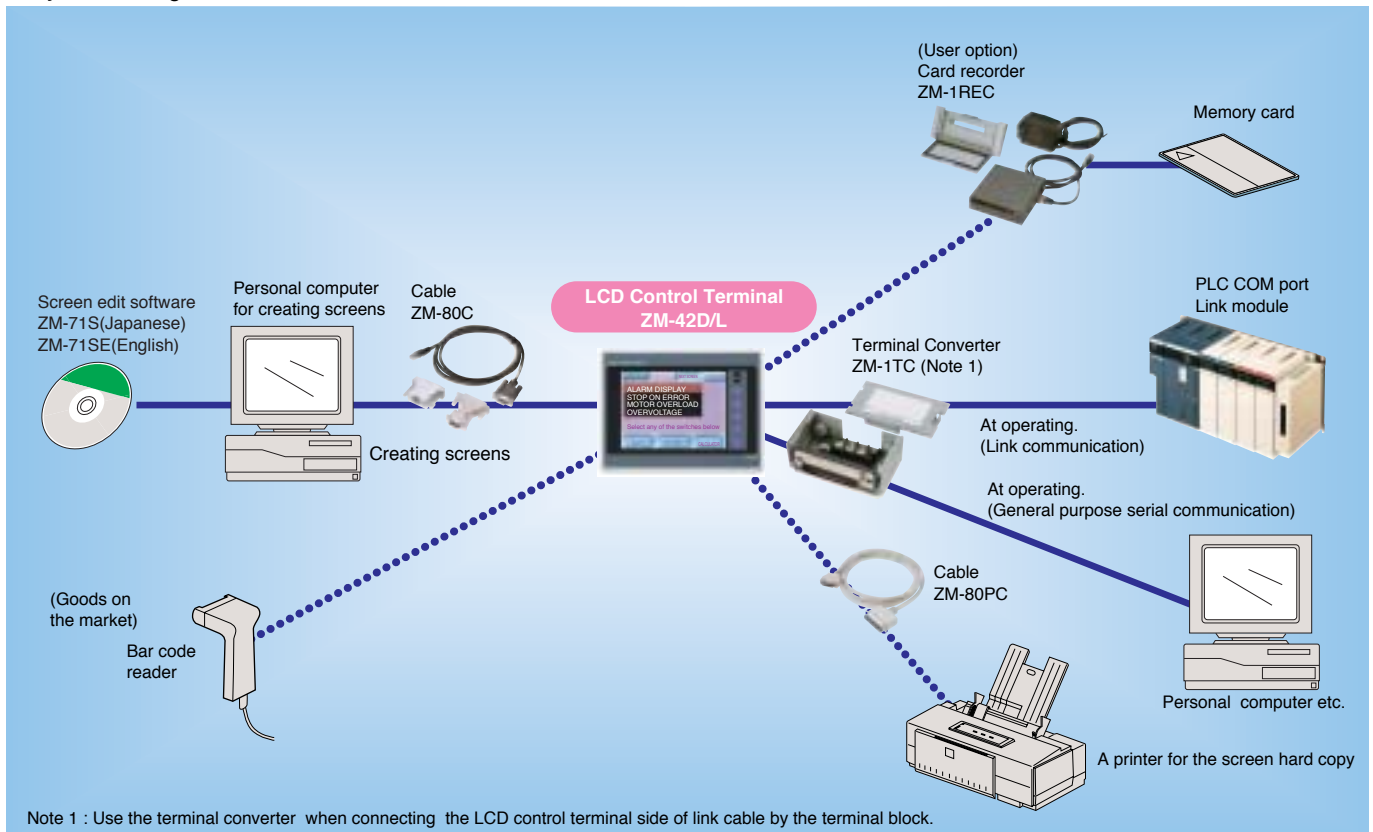 (User option)
Card recorder
ZM-1REC
Memory card
Screen edit software
ZM-71S(Japanese)
ZM-71SE(English)
Personal computer
for creating screens
Cable
ZM-80C
LCD Control Terminal
ZM-42D/L
PLC COM port
Link module
Terminal Converter
ZM-1TC (Note 1)
ALARM DISPLAY
STOP ON ERROR
MOTOR OVERLOAD
OVERVOLTAGE
Select any of the switches below
Creating screens
At operating.
(Link communication)
At operating.
(General purpose serial communication)
Cable
ZM-80PC
(Goods on
the market)
Bar code
reader
Personal computer etc.
A printer for the screen hard copy
Note 1 : Use the terminal converter when connecting the LCD control terminal side of link cable by the terminal block.